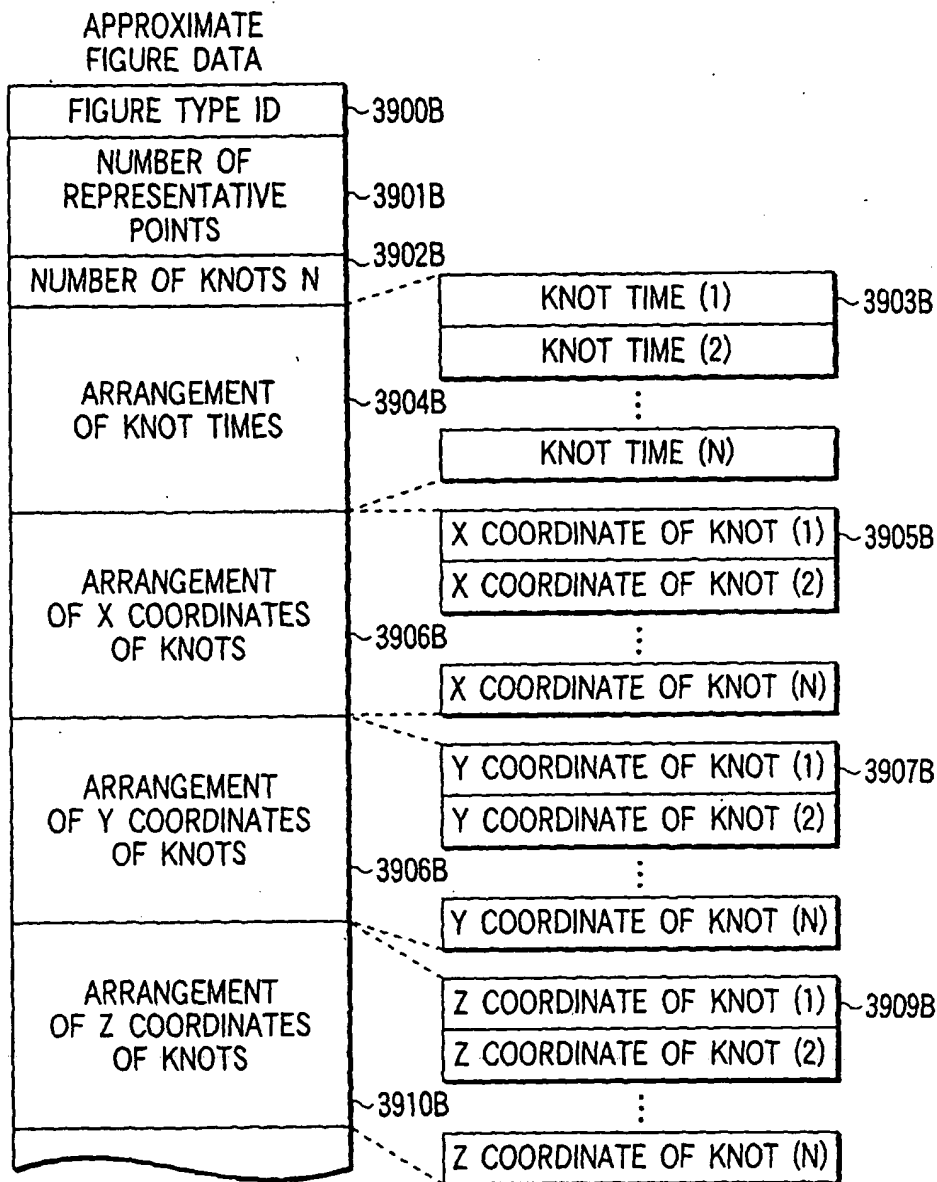 APPROXIMATE
FIGURE DATA
FIGURE TYPE ID
3900B
NUMBER OF
REPRESENTATIVE
POINTS
3901B
3902B
NUMBER OF KNOTS N
ARRANGEMENT
OF KNOT TIMES
3904B
KNOT TIME (1)
3903B
KNOT TIME (2)
KNOT TIME (N)
ARRANGEMENT
OF X COORDINATES
OF KNOTS
3906B
X COORDINATE OF KNOT (1)
3905B
X COORDINATE OF KNOT (2)
X COORDINATE OF KNOT (N)
ARRANGEMENT
OF Y COORDINATES
OF KNOTS
3906B
Y COORDINATE OF KNOT (1)
3907B
Y COORDINATE OF KNOT (2)
Y COORDINATE OF KNOT (N)
ARRANGEMENT
OF Z COORDINATES
OF KNOTS
3910B
Z COORDINATE OF KNOT (1)
3909B
Z COORDINATE OF KNOT (2)
Z COORDINATE OF KNOT (N)